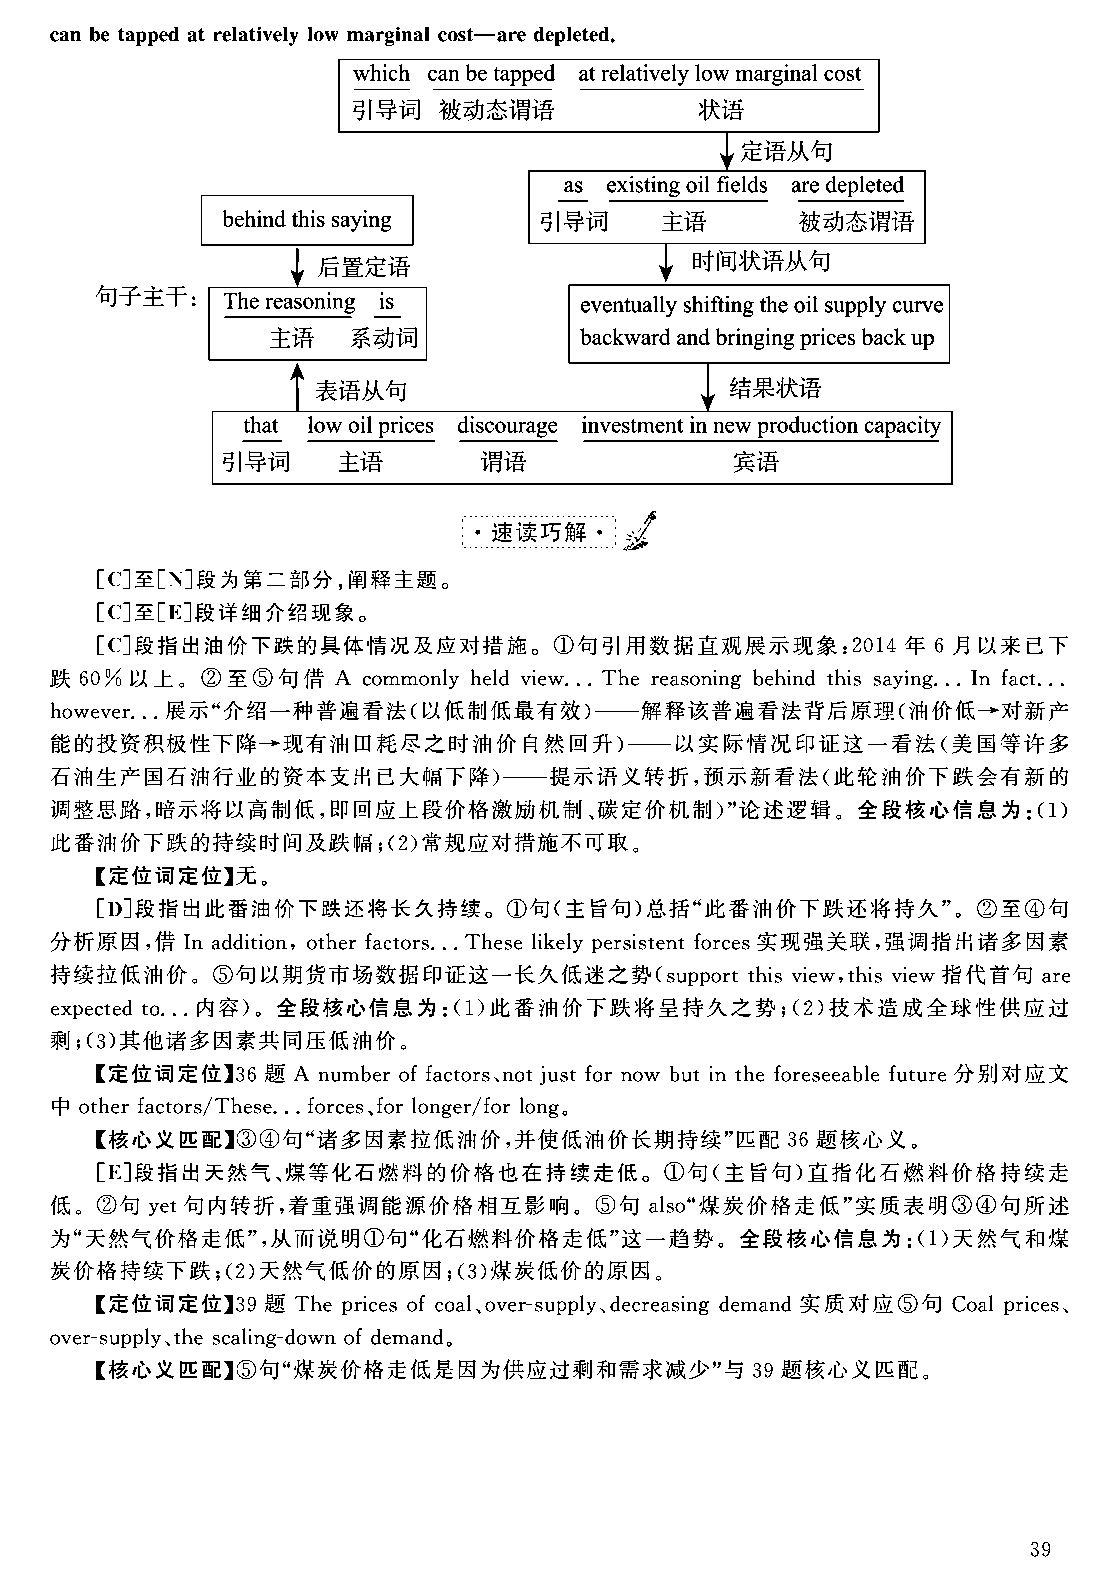 can be tapped at relatively low marginal cost—are depleted.
which can be tapped at relatively low marginal cost
引导词 被动态谓语 状语
定语从句
as existing oil fields are depleted
引导词 主语 被动态谓语
behind this saying
时间状语从句
后置定语
句子主干:
The reasoning is
主语 系动词
eventually shifting the oil supply curve
backward and bringing prices back up
表语从句
结果状语
that low oil prices discourage investment in new production capacity
引导词 主语 谓语 宾语
·速读巧解·
[C]至[N]段为第二部分,阐释主题。
[C]至[E]段详细介绍现象。
[C]段指出油价下跌的具体情况及应对措施。①句引用数据直观展示现象:2014 年 6 月以来已下
跌 60%以上。②至⑤句借 A commonly held view... The reasoning behind this saying... In fact...
however...展示“介绍一种普遍看法(以低制低最有效)——解释该普遍看法背后原理(油价低→对新产
能的投资积极性下降→现有油田耗尽之时油价自然回升)——以实际情况印证这一看法(美国等许多
石油生产国石油行业的资本支出已大幅下降)——提示语义转折,预示新看法(此轮油价下跌会有新的
调整思路,暗示将以高制低,即回应上段价格激励机制、碳定价机制)”论述逻辑。全段核心信息为:(1)
此番油价下跌的持续时间及跌幅;(2)常规应对措施不可取。
【定位词定位】无。
[D]段指出此番油价下跌还将长久持续。①句(主旨句)总括“此番油价下跌还将持久”。②至④句
分析原因,借 In addition, other factors...These likely persistent forces 实现强关联,强调指出诸多因素
持续拉低油价。⑤句以期货市场数据印证这一长久低迷之势(support this view,this view 指代首句 are
expected to...内容)。全段核心信息为:(1)此番油价下跌将呈持久之势;(2)技术造成全球性供应过
剩;(3)其他诸多因素共同压低油价。
【定位词定位】36 题 A number of factors、not just for now but in the foreseeable future 分别对应文
中 other factors/These...forces、for longer/for long。
【核心义匹配】③④句“诸多因素拉低油价,并使低油价长期持续”匹配 36 题核心义。
[E]段指出天然气、煤等化石燃料的价格也在持续走低。①句(主旨句)直指化石燃料价格持续走
低。②句 yet 句内转折,着重强调能源价格相互影响。⑤句 also“煤炭价格走低”实质表明③④句所述
为“天然气价格走低”,从而说明①句“化石燃料价格走低”这一趋势。全段核心信息为:(1)天然气和煤
炭价格持续下跌;(2)天然气低价的原因;(3)煤炭低价的原因。
【定位词定位】39 题 The prices of coal、over-supply、decreasing demand 实质对应⑤句 Coal prices、
over-supply、the scaling-down of demand。
【核心义匹配】⑤句“煤炭价格走低是因为供应过剩和需求减少”与 39 题核心义匹配。
39